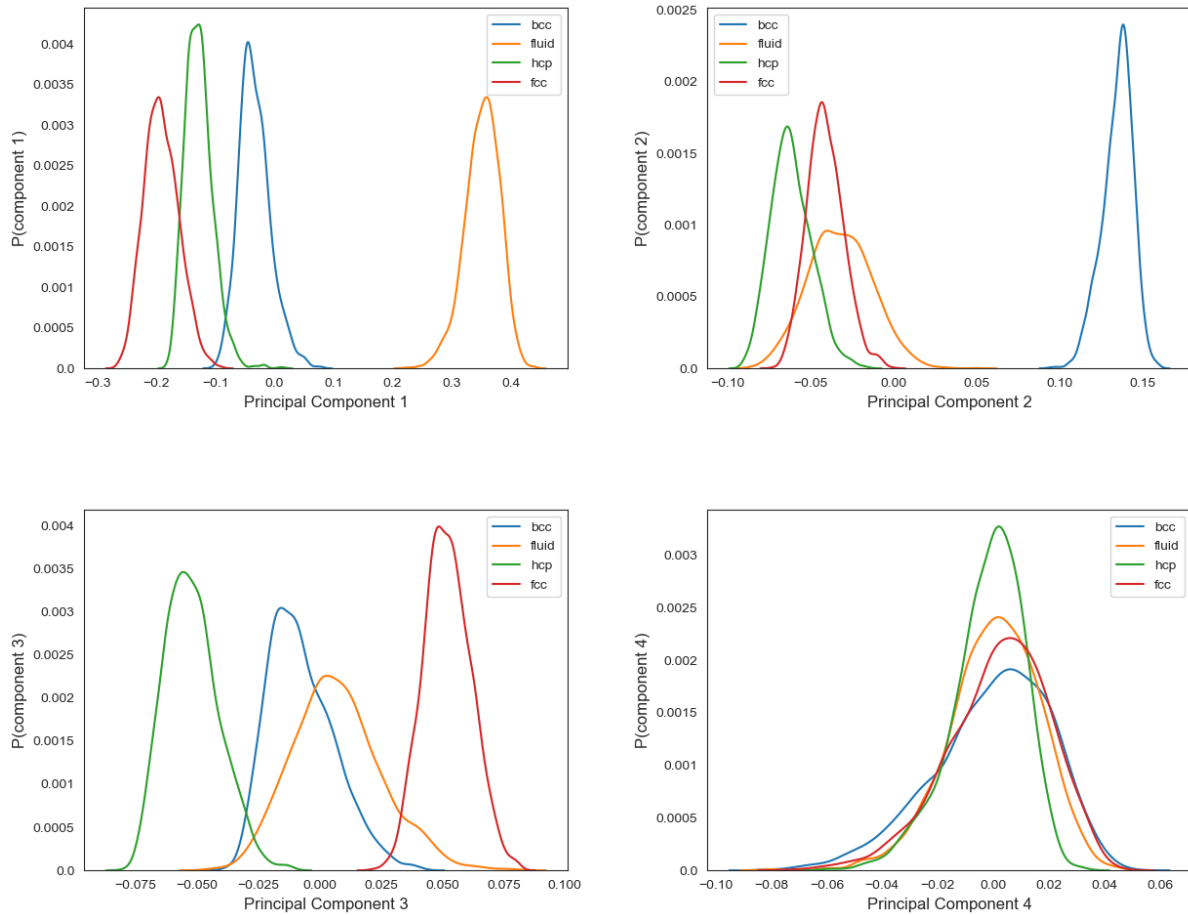 0.004
0.0035
0.003
0.0025
0.002
0.0015
0.001
0.0005
0.0
P(component 1)
bcc
fluid
hcp
fcc
−0.3 −0.2 −0.1 0.0 0.1 0.2 0.3 0.4
Principal Component 1
0.0025
0.002
0.0015
0.001
0.0005
0.0
P(component 2)
bcc
fluid
hcp
fcc
−0.10 −0.05 0.00 0.05 0.10 0.15
Principal Component 2
0.004
0.0035
0.003
0.0025
0.002
0.0015
0.001
0.0005
0.0
P(component 3)
bcc
fluid
hcp
fcc
−0.075 −0.050 −0.025 0.000 0.025 0.050 0.075 0.100
Principal Component 3
0.003
0.0025
0.002
0.0015
0.001
0.0005
0.0
P(component 4)
bcc
fluid
hcp
fcc
−0.10 −0.08 −0.06 −0.04 −0.02 0.00 0.02 0.04 0.06
Principal Component 4